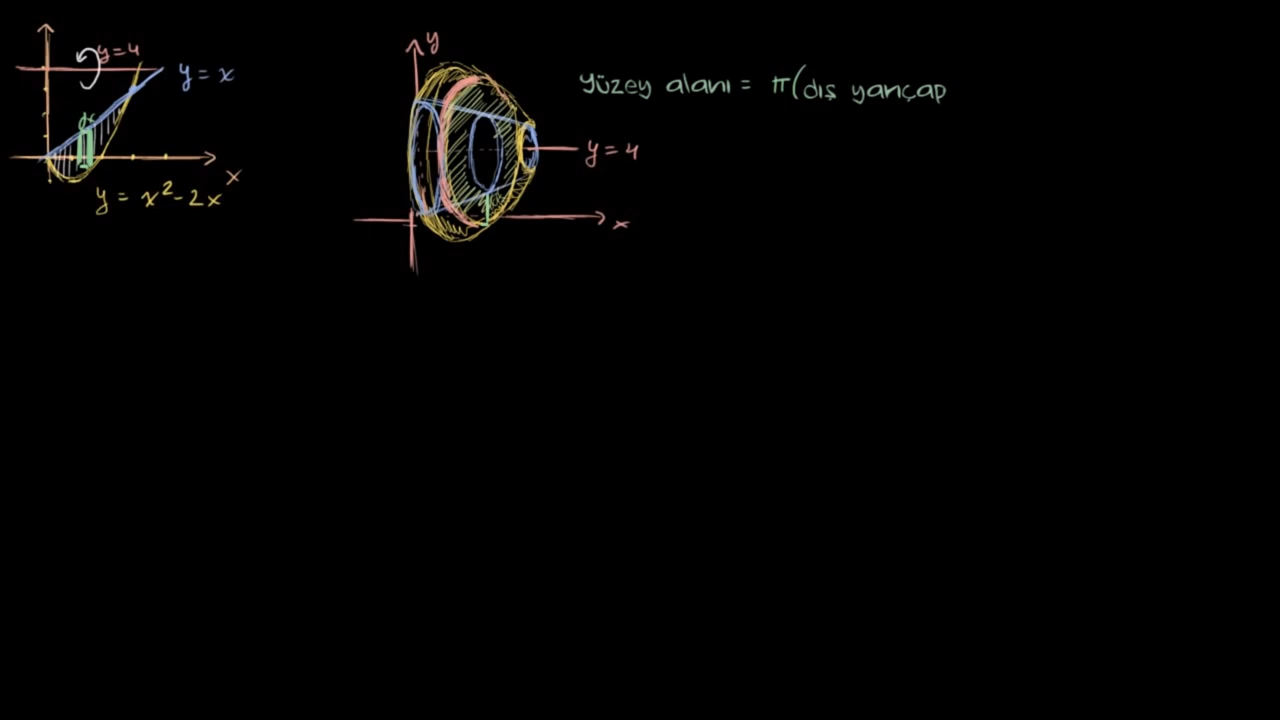 y=4
y = x
dx
x
y = x²-2x
y
y = 4
x
yüzey alanı = π(dış yarıçap